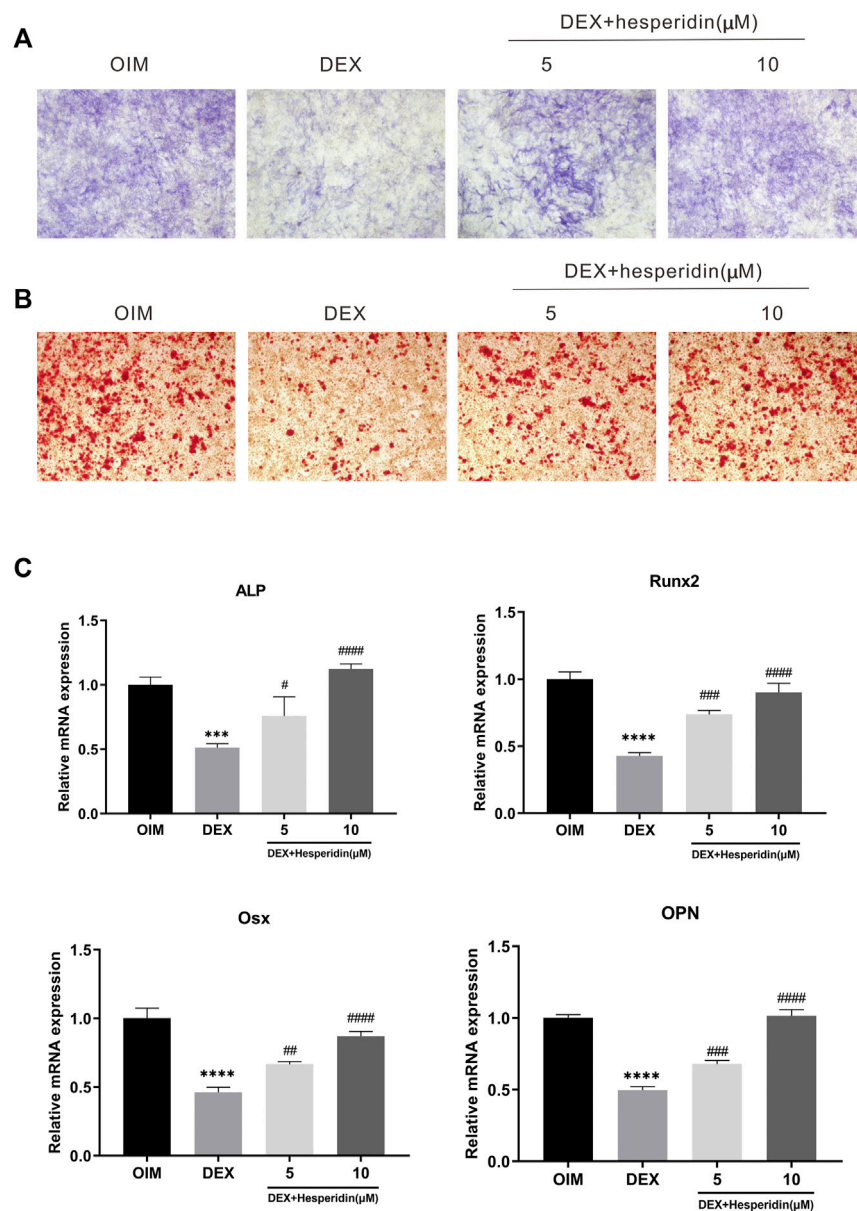 A
DEX+hesperidin(μM)
OIM DEX 5 10
B
DEX+hesperidin(μM)
OIM DEX 5 10
C
ALP
Relative mRNA expression
1.5
1.0
0.5
0.0
***
#
####
OIM DEX 5 10
DEX+Hesperidin(μM)
Runx2
Relative mRNA expression
1.5
1.0
0.5
0.0
****
###
####
OIM DEX 5 10
DEX+Hesperidin(μM)
Osx
Relative mRNA expression
1.5
1.0
0.5
0.0
****
##
####
OIM DEX 5 10
DEX+Hesperidin(μM)
OPN
Relative mRNA expression
1.5
1.0
0.5
0.0
****
###
####
OIM DEX 5 10
DEX+Hesperidin(μM)